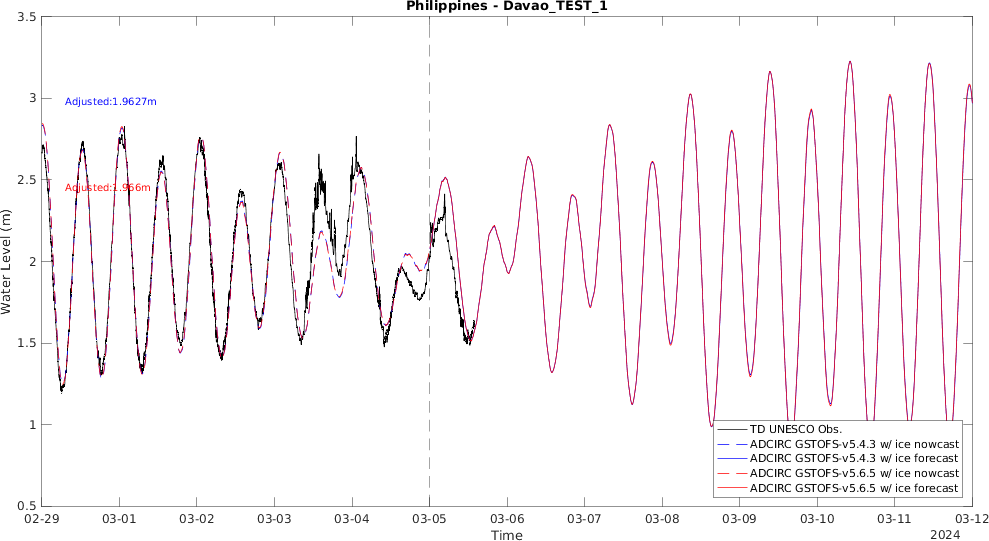 Philippines - Davao_TEST_1
3.5
3
2.5
2
1.5
1
0.5
Water Level (m)
Adjusted:1.9627m
Adjusted:1.956m
TD UNESCO Obs.
ADCIRC GSTOFS-v5.4.3 w/ ice nowcast
ADCIRC GSTOFS-v5.4.3 w/ ice forecast
ADCIRC GSTOFS-v5.6.5 w/ ice nowcast
ADCIRC GSTOFS-v5.6.5 w/ ice forecast
02-29 03-01 03-02 03-03 03-04 03-05 03-06 03-07 03-08 03-09 03-10 03-11 03-12
Time
2024